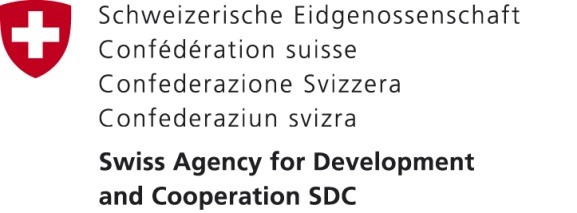 Schweizerische Eidgenossenschaft
Confédération suisse
Confederazione Svizzera
Confederaziun svizra
Swiss Agency for Development
and Cooperation SDC